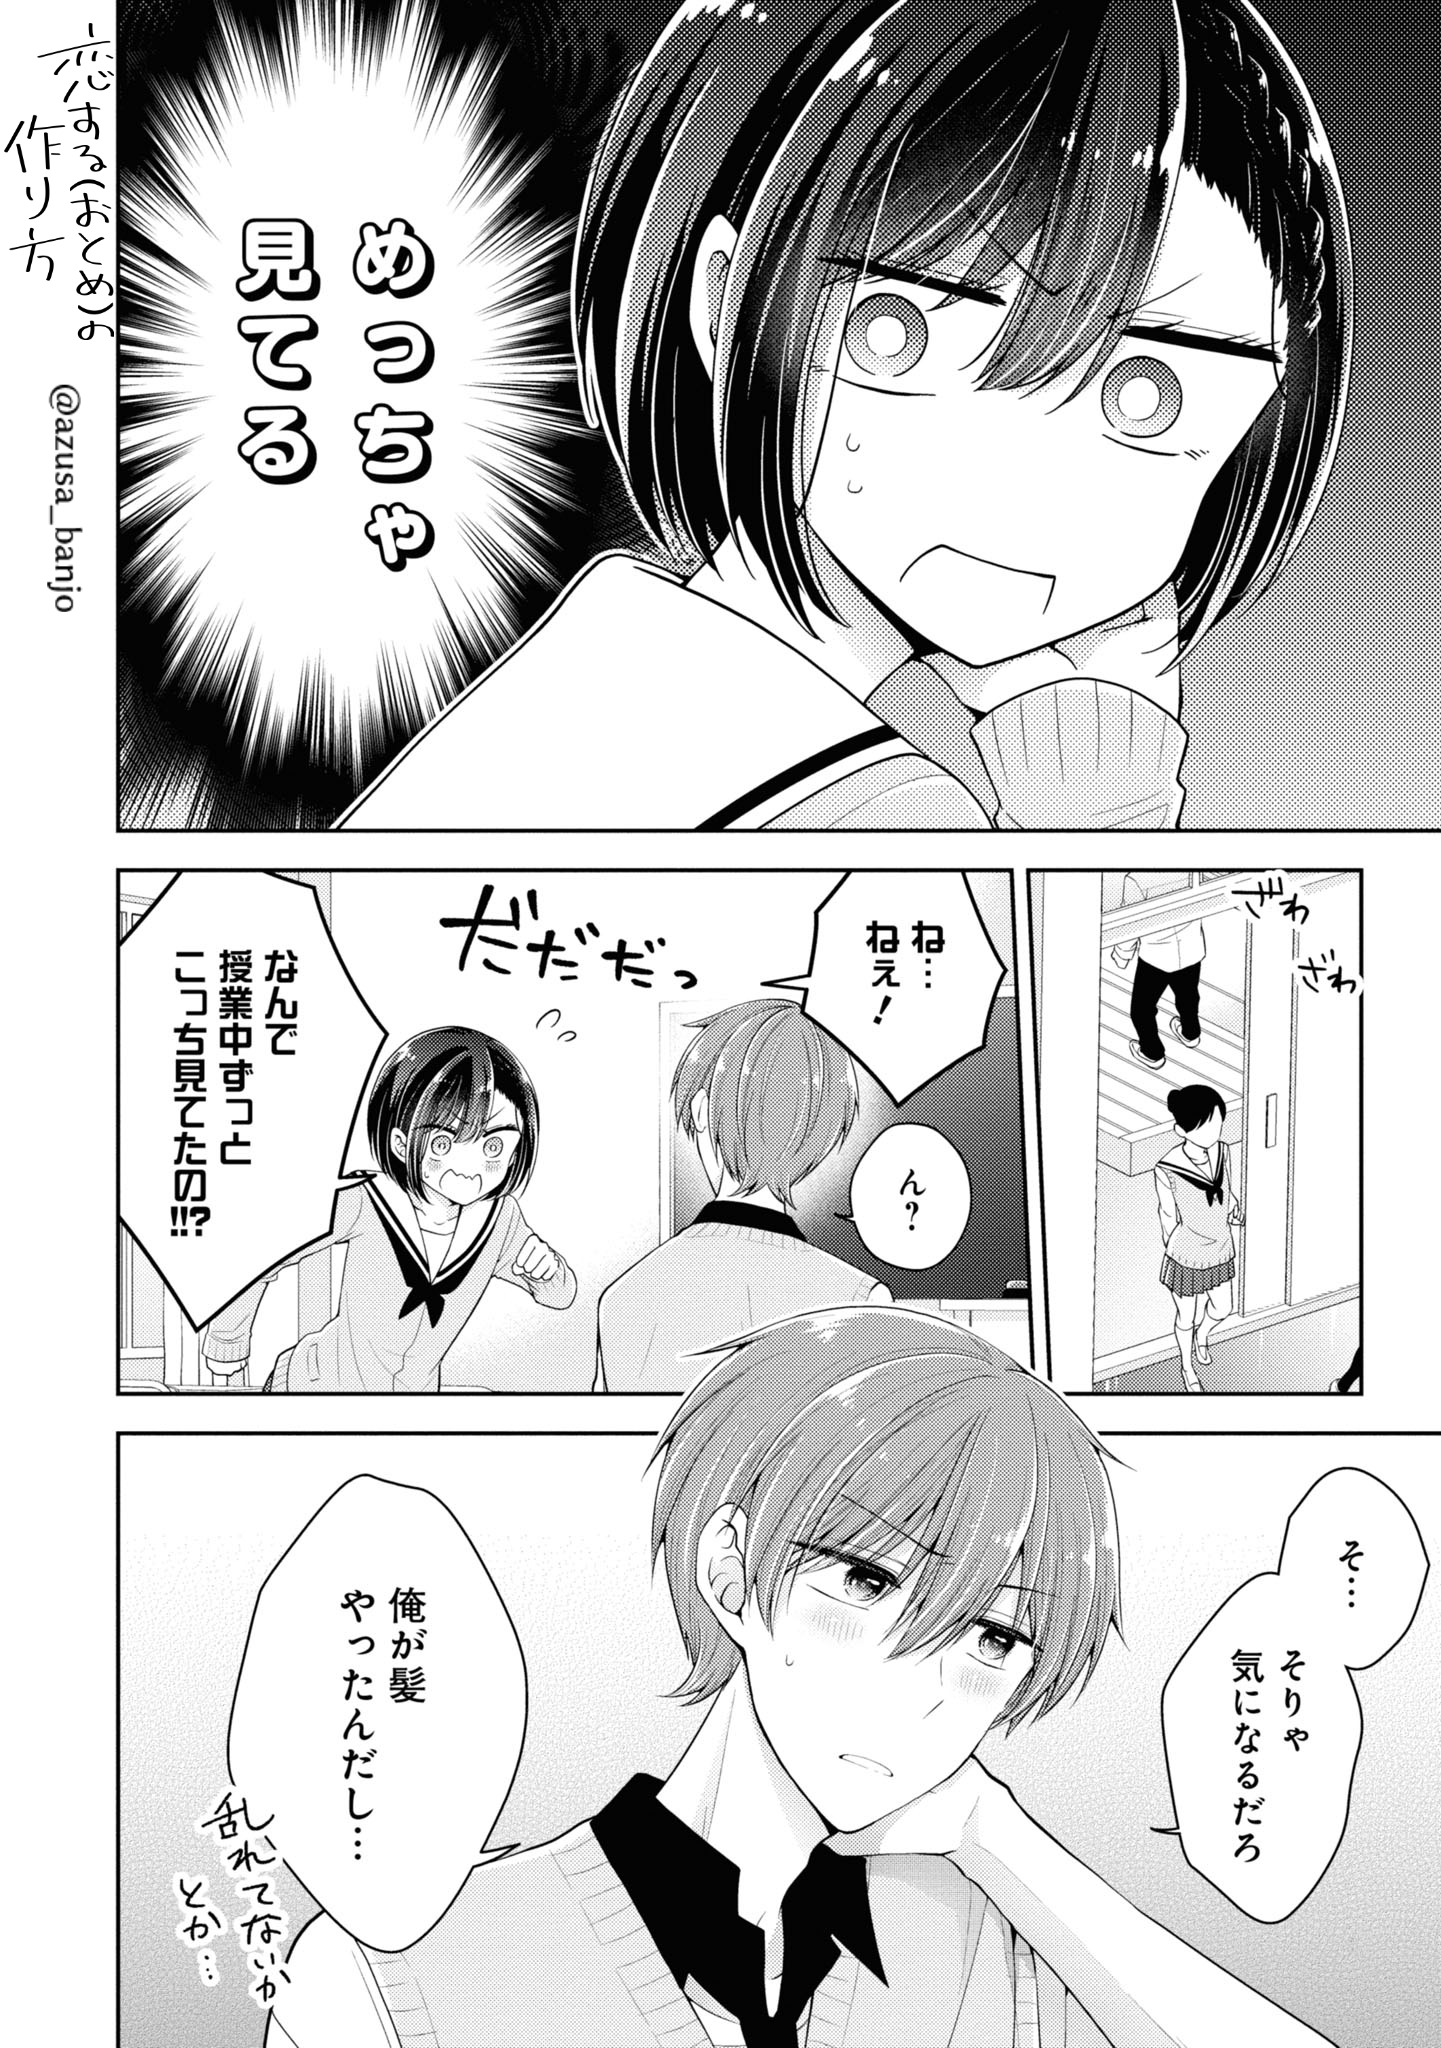 恋する(おとめ)の
作り方
@azusa_banjo
めっちゃ
見てる
ざわ
ざわ
ね…
ねぇ!
ん?
だだだっ
なんで
授業中ずっと
こっち見てたの!!?
そ…
そりゃ
気になるだろ
俺が髪
やったんだし…
乱れてないか
とか…